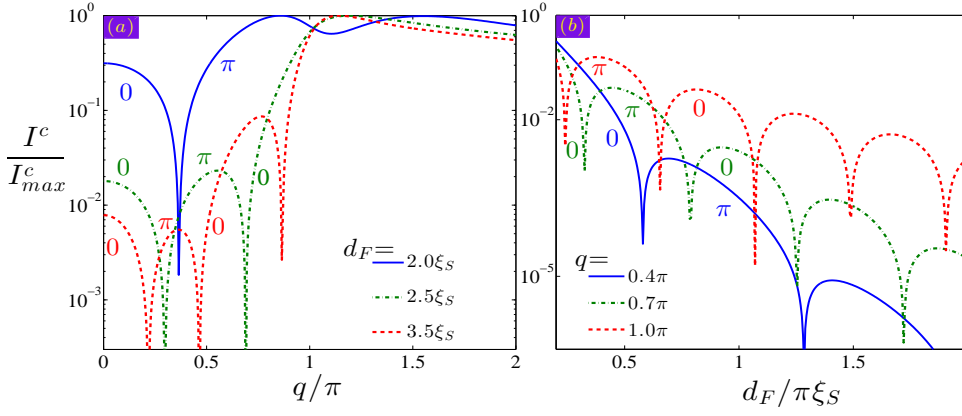 (a)
I^c
I^c_{max}
10^0
10^{-1}
10^{-2}
10^{-3}
0
π
0
π
0
0
π
0
d_F=
2.0ξ_S
2.5ξ_S
3.5ξ_S
0 0.5 1 1.5 2
q/π
(b)
10^0
10^{-2}
10^{-5}
π
0
0
π
0
0
π
q=
0.4π
0.7π
1.0π
0.5 1 1.5
d_F/πξ_S